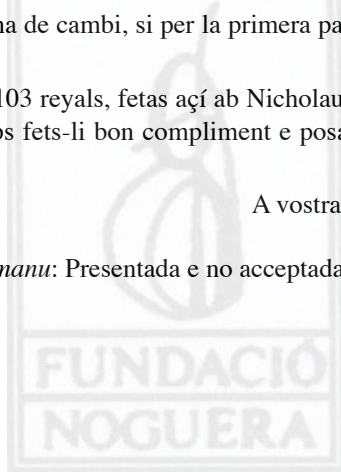 na de cambi, si per la primera pa
103 reyals, fetas açí ab Nicholau
os fets-li bon compliment e posa
A vostra
manu: Presentada e no acceptada
FUNDACIÓ
NOGUERA